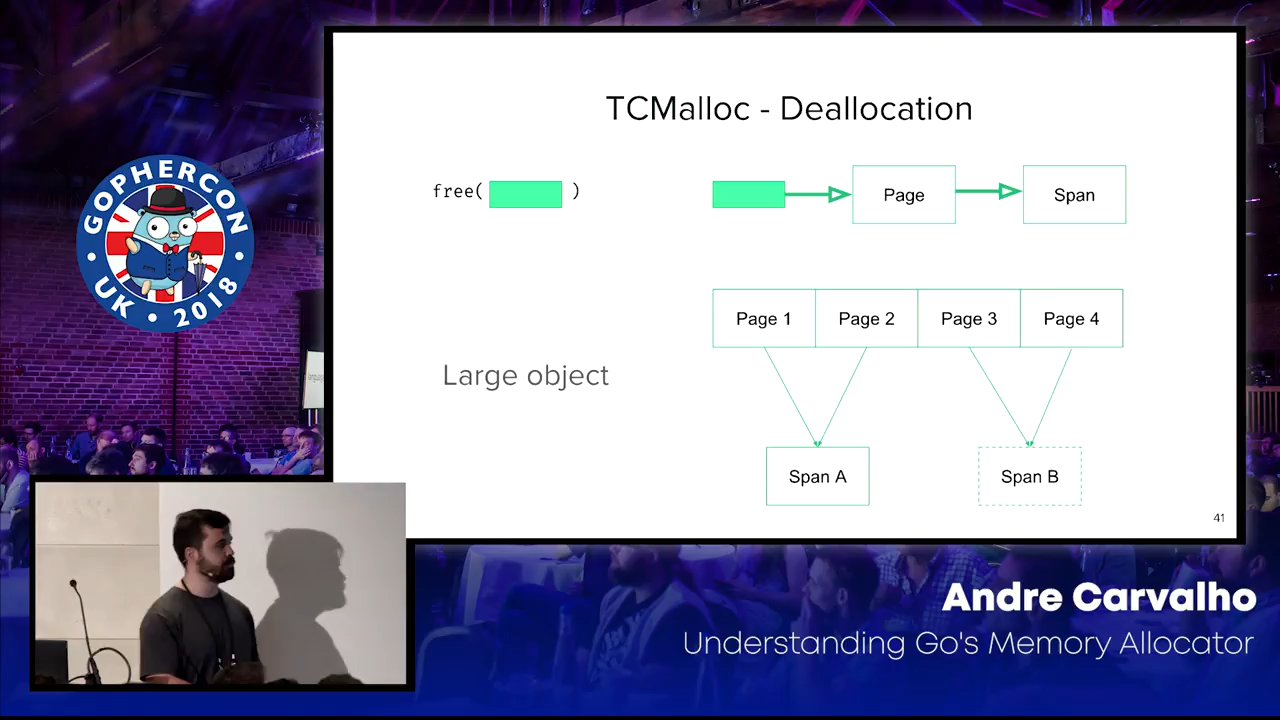 TCMalloc - Deallocation
free( )
Page
Span
Page 1
Page 2
Page 3
Page 4
Large object
Span A
Span B
41
GOPHERCON
UK • 2018
Andre Carvalho
Understanding Go's Memory Allocator